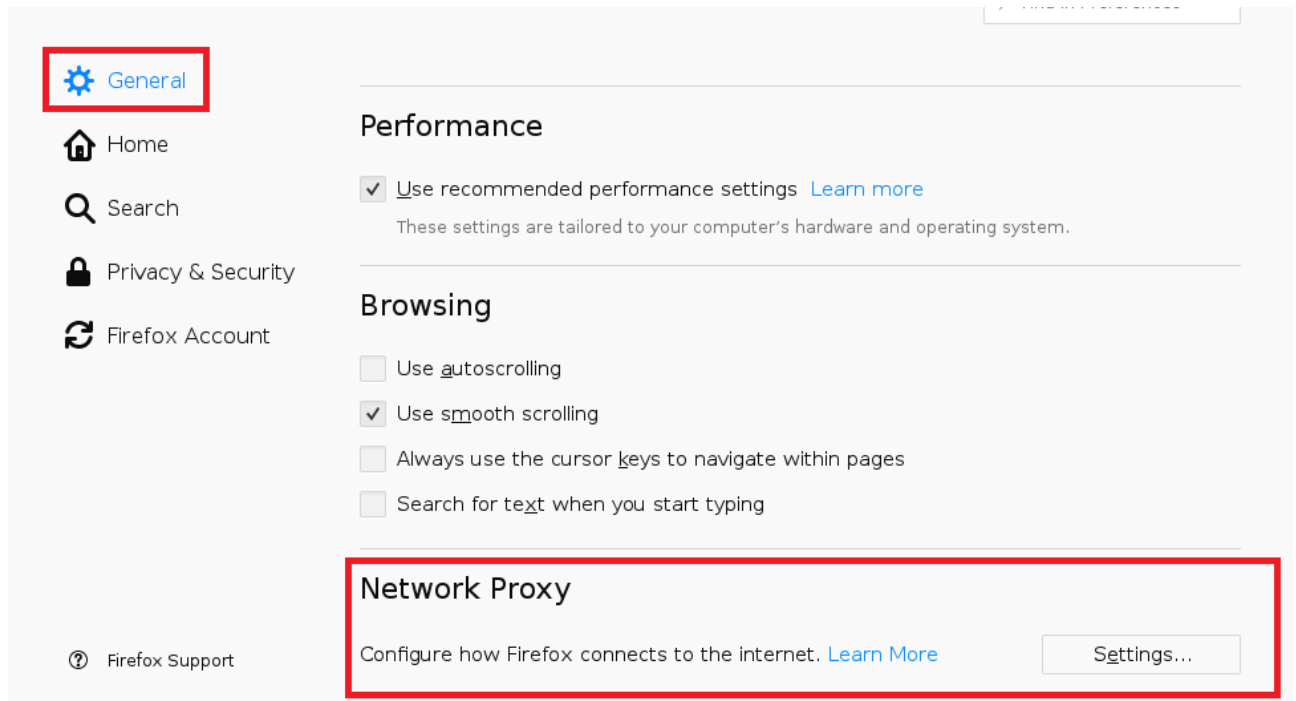 General
Home
Search
Privacy & Security
Firefox Account
Firefox Support
Performance
Use recommended performance settings Learn more
These settings are tailored to your computer's hardware and operating system.
Browsing
Use autoscrolling
Use smooth scrolling
Always use the cursor keys to navigate within pages
Search for text when you start typing
Network Proxy
Configure how Firefox connects to the internet. Learn More
Settings...